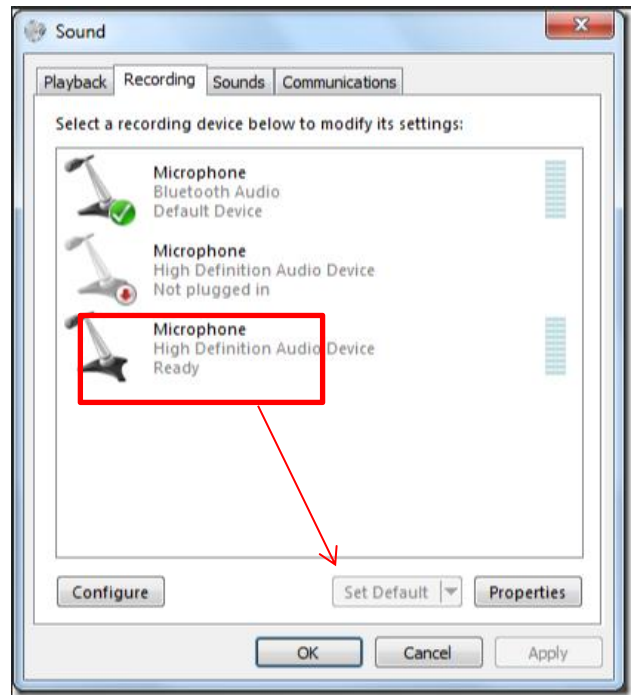 Sound
Playback Recording Sounds Communications
Select a recording device below to modify its settings:
Microphone
Bluetooth Audio
Default Device
Microphone
High Definition Audio Device
Not plugged in
Microphone
High Definition Audio Device
Ready
Configure Set Default Properties
OK Cancel Apply